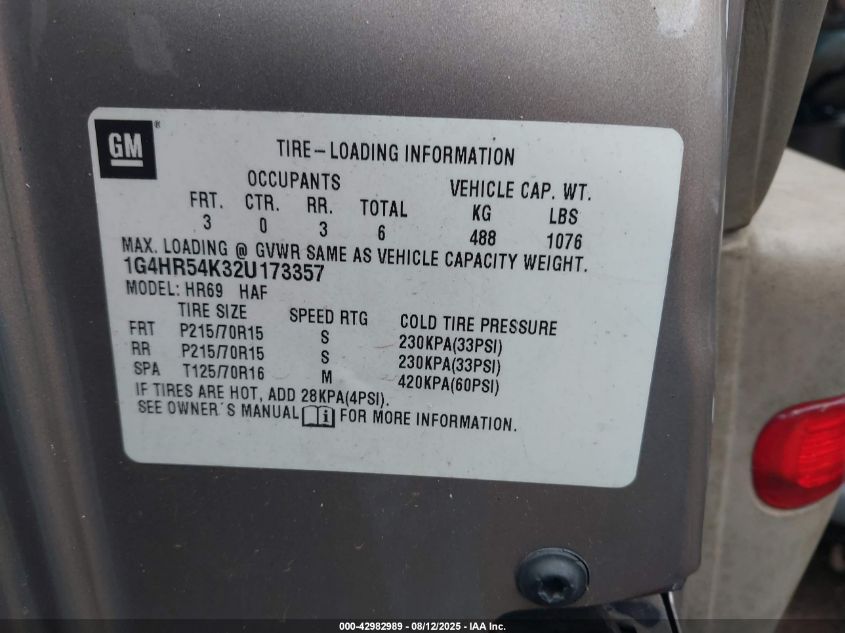 GM
TIRE-LOADING INFORMATION
OCCUPANTS VEHICLE CAP. WT.
FRT. CTR. RR. TOTAL KG LBS
3 0 3 6 488 1076
MAX. LOADING @ GVWR SAME AS VEHICLE CAPACITY WEIGHT.
1G4HR54K32U173357
MODEL: HR69 HAF
TIRE SIZE SPEED RTG COLD TIRE PRESSURE
FRT P215/70R15 S 230KPA(33PSI)
RR P215/70R15 S 230KPA(33PSI)
SPA T125/70R16 M 420KPA(60PSI)
IF TIRES ARE HOT, ADD 28KPA(4PSI).
SEE OWNER'S MANUAL i FOR MORE INFORMATION.
000-42982989 - 08/12/2025 - IAA Inc.